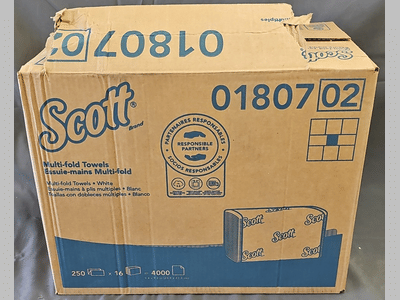 multiples
01807 02
Scott
01807 02
Scott®
Brand
Multi-fold Towels
Essuie-mains Multi-fold
PARTENAIRES RESPONSABLES
RESPONSIBLE
PARTNERS
SOCIOS RESPONSABLES
Multi-fold Towels • White
Essuie-mains à plis multiples • Blanc
Toallas con dobleces múltiples • Blanco
Scott
Scott
Scott
250 x 16 = 4000